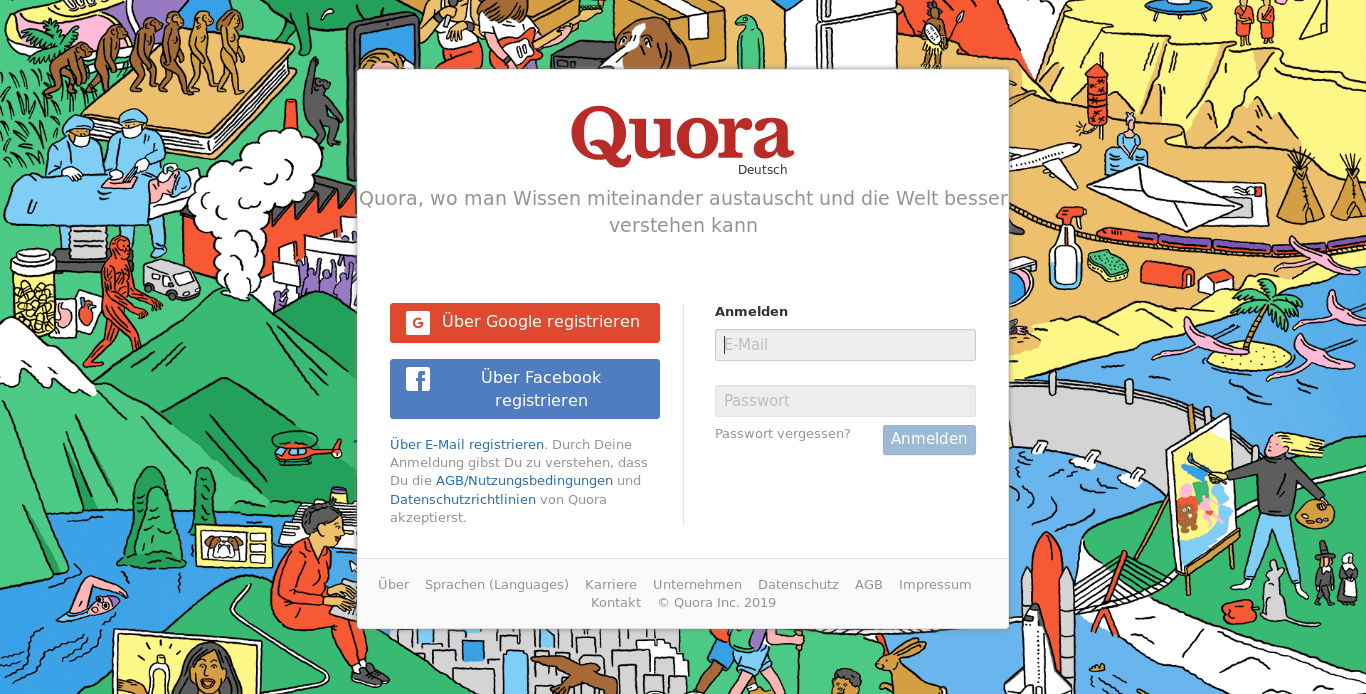 Quora
Deutsch
Quora, wo man Wissen miteinander austauscht und die Welt besser
verstehen kann
Über Google registrieren
Über Facebook
registrieren
Über E-Mail registrieren. Durch Deine
Anmeldung gibst Du zu verstehen, dass
Du die AGB/Nutzungsbedingungen und
Datenschutzrichtlinien von Quora
akzeptierst.
Anmelden
E-Mail
Passwort
Passwort vergessen?
Anmelden
Über Sprachen (Languages) Karriere Unternehmen Datenschutz AGB Impressum
Kontakt © Quora Inc. 2019